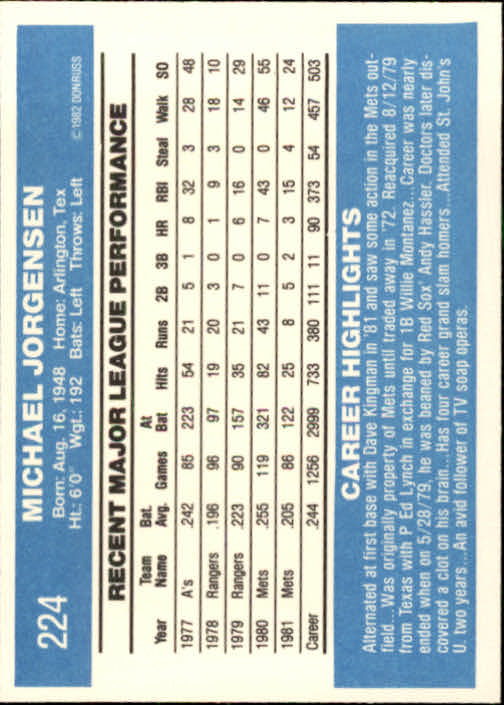 224
MICHAEL JORGENSEN
Born: Aug. 16, 1948 Home: Arlington, Tex
Ht.: 6'0" Wgt.: 192 Bats: Left Throws: Left © 1982 DONRUSS
RECENT MAJOR LEAGUE PERFORMANCE
Team Bat. At
Year Name Avg. Games Bat Hits Runs 2B 3B HR RBI Steal Walk SO
1977 A's .242 85 223 54 21 5 1 8 32 3 28 48
1978 Rangers .196 96 97 19 20 3 0 1 9 3 18 10
1979 Rangers .223 90 157 35 21 7 0 6 16 0 14 29
1980 Mets .255 119 321 82 43 11 0 7 43 0 46 55
1981 Mets .205 86 122 25 8 5 2 3 15 4 12 24
Career .244 1256 2999 733 380 111 11 90 373 54 457 503
CAREER HIGHLIGHTS
Alternated at first base with Dave Kingman in '81 and saw some action in the Mets out-
field...Was originally property of Mets until traded away in '72. Reacquired 8/12/79
from Texas with P Ed Lynch in exchange for 1B Willie Montanez...Career was nearly
ended when on 5/28/79, he was beaned by Red Sox' Andy Hassler. Doctors later dis-
covered a clot on his brain...Has four career grand slam homers...Attended St. John's
U. two years...An avid follower of TV soap operas.